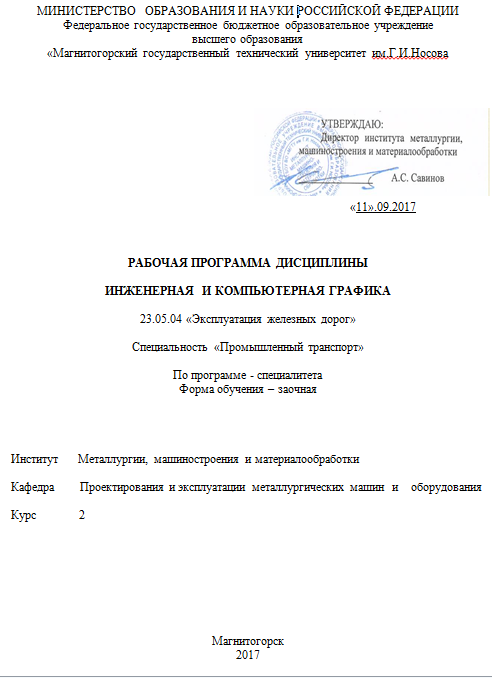 МИНИСТЕРСТВО ОБРАЗОВАНИЯ И НАУКИ РОССИЙСКОЙ ФЕДЕРАЦИИ
Федеральное государственное бюджетное образовательное учреждение
высшего образования
«Магнитогорский государственный технический университет им.Г.И.Носова
УТВЕРЖДАЮ:
Директор института металлургии,
машиностроения и материалообработки
А.С. Савинов
«11».09.2017
РАБОЧАЯ ПРОГРАММА ДИСЦИПЛИНЫ
ИНЖЕНЕРНАЯ И КОМПЬЮТЕРНАЯ ГРАФИКА
23.05.04 «Эксплуатация железных дорог»
Специальность «Промышленный транспорт»
По программе - специалитета
Форма обучения – заочная
Институт Металлургии, машиностроения и материалообработки
Кафедра Проектирования и эксплуатации металлургических машин и оборудования
Курс 2
Магнитогорск
2017